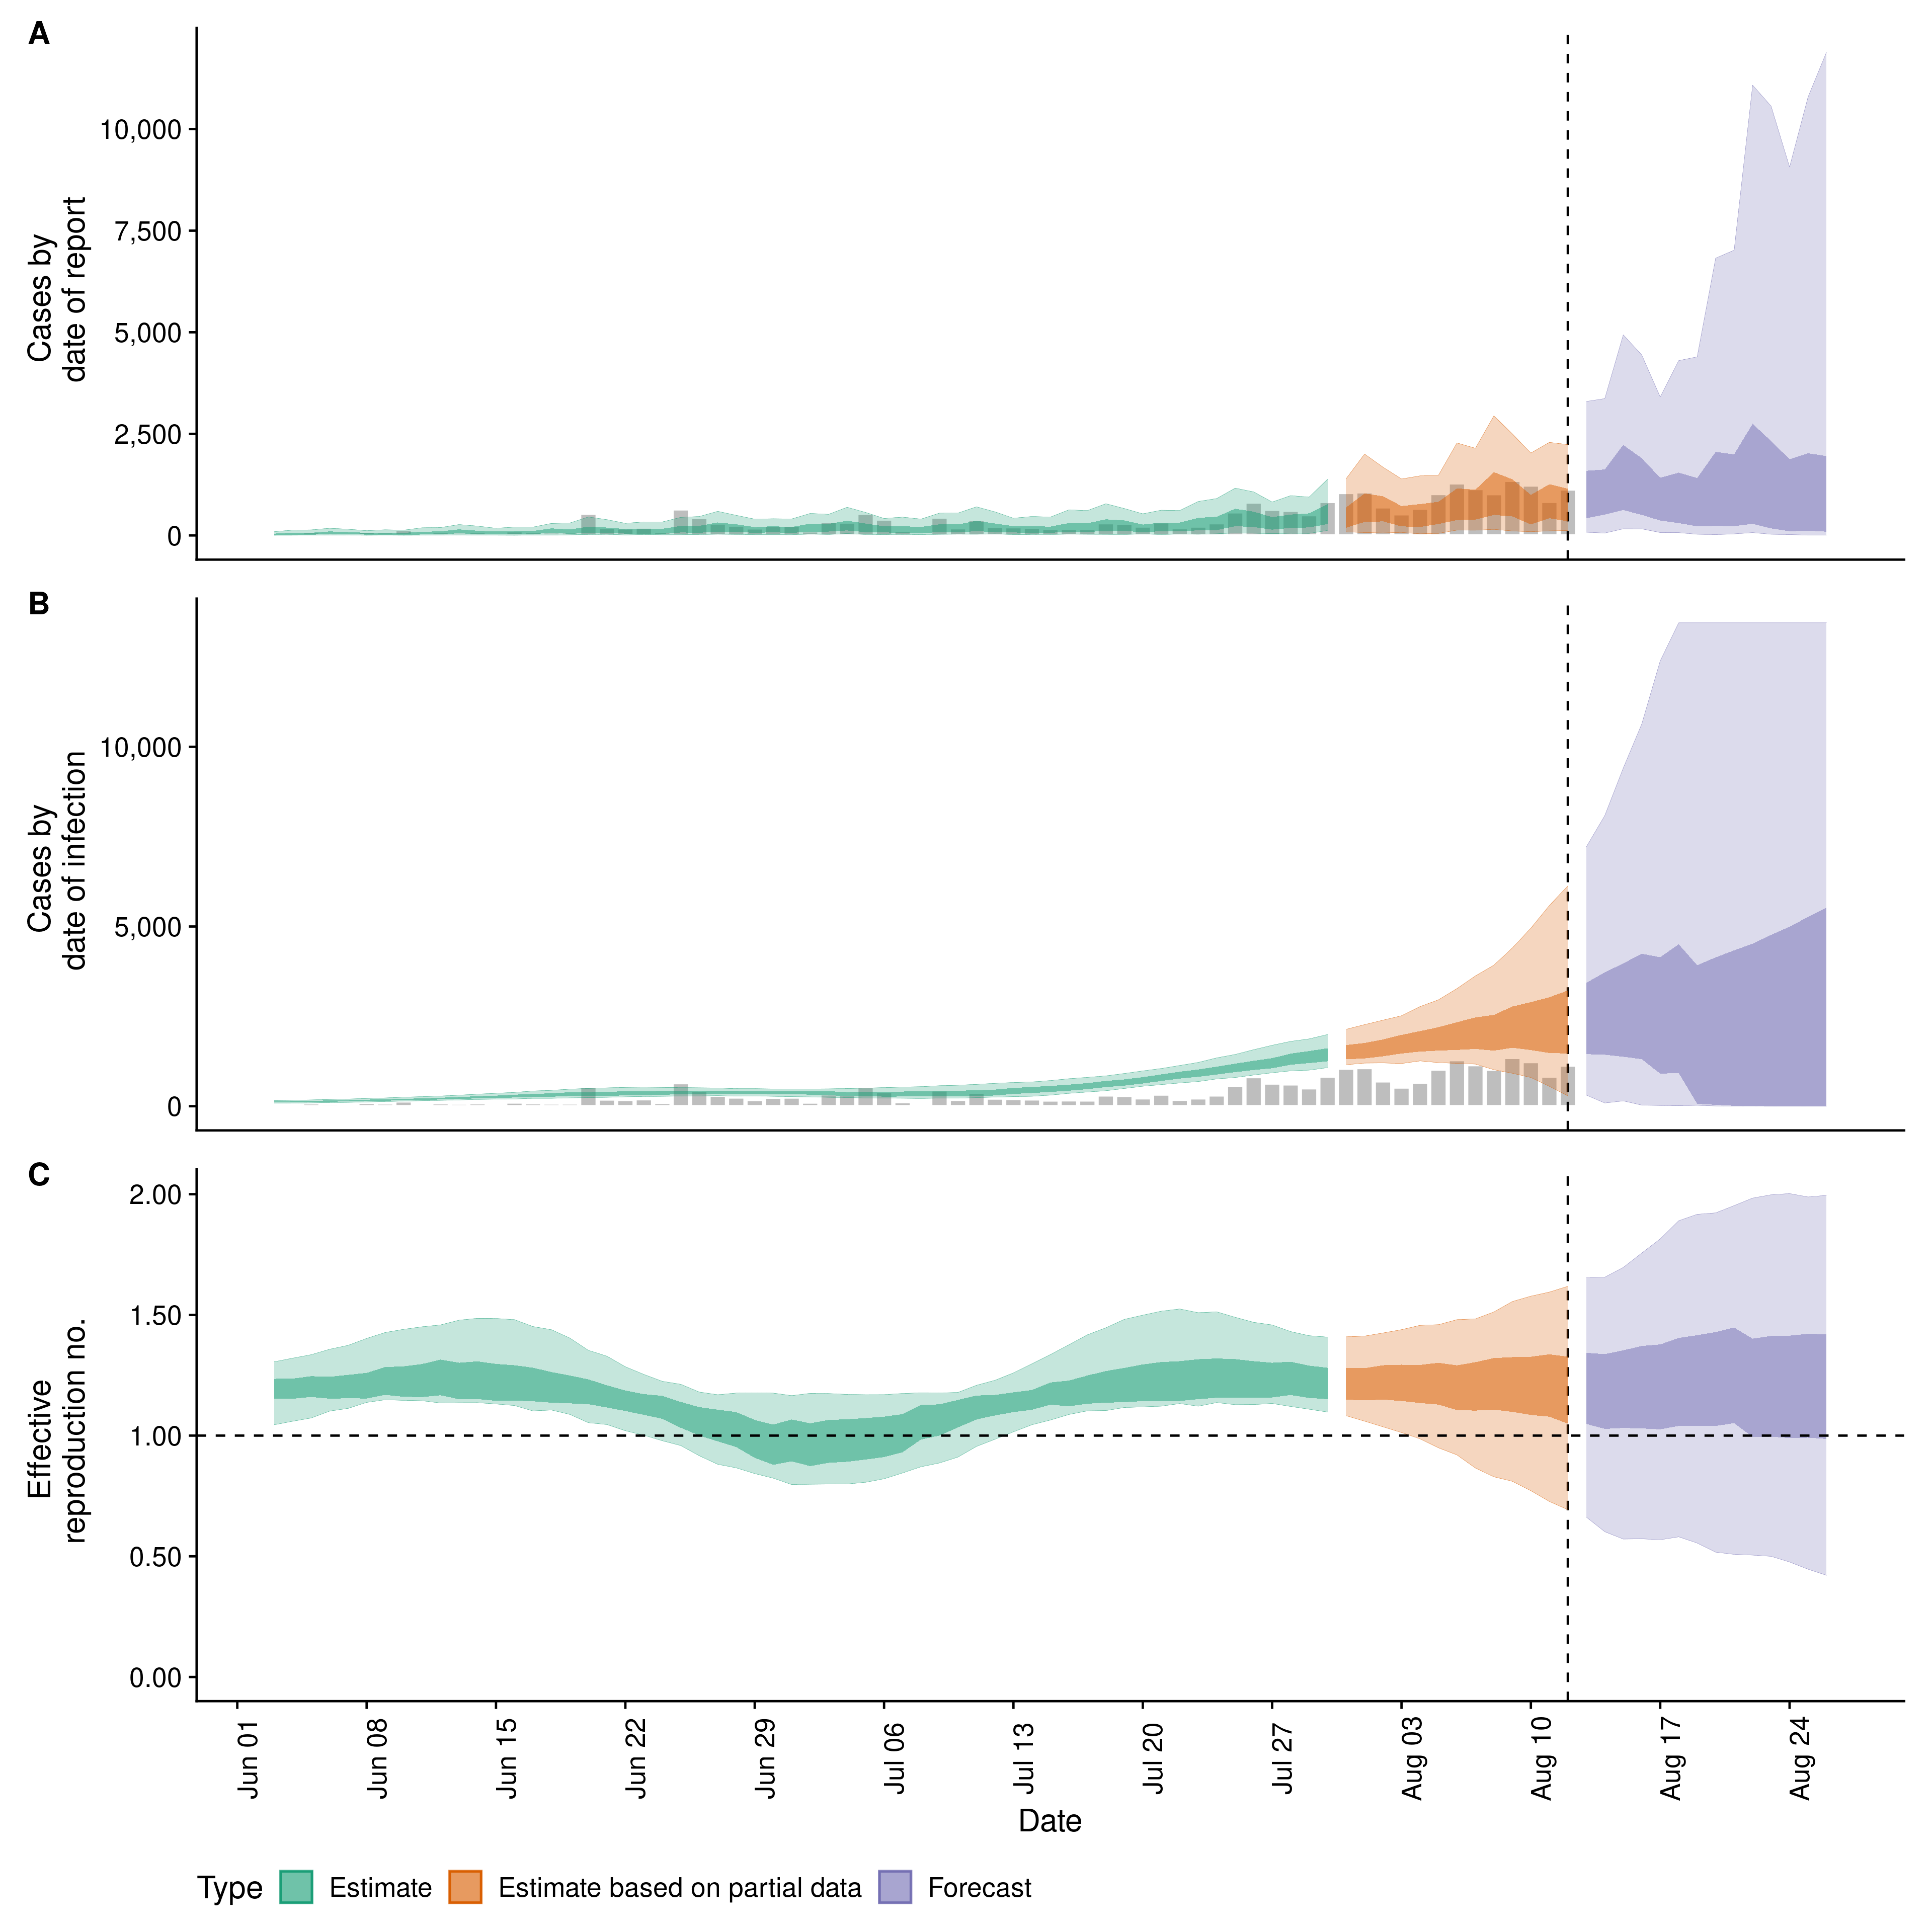 A
Cases by
date of report
10,000
7,500
5,000
2,500
0
B
Cases by
date of infection
10,000
5,000
0
C
Effective
reproduction no.
2.00
1.50
1.00
0.50
0.00
Jun 01
Jun 08
Jun 15
Jun 22
Jun 29
Jul 06
Jul 13
Jul 20
Jul 27
Aug 03
Aug 10
Aug 17
Aug 24
Date
Type Estimate Estimate based on partial data Forecast